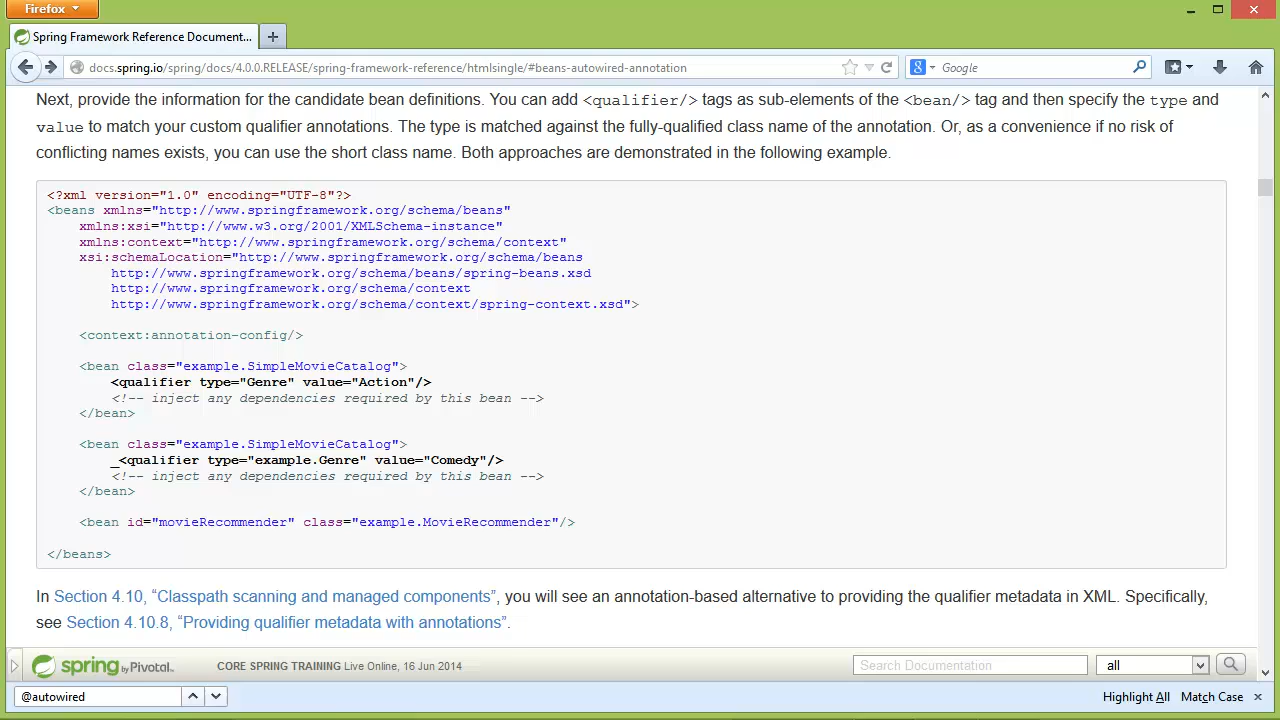 Firefox
Spring Framework Reference Document...
docs.spring.io/spring/docs/4.0.0.RELEASE/spring-framework-reference/htmlsingle/#beans-autowired-annotation
Google
Next, provide the information for the candidate bean definitions. You can add <qualifier/> tags as sub-elements of the <bean/> tag and then specify the type and
value to match your custom qualifier annotations. The type is matched against the fully-qualified class name of the annotation. Or, as a convenience if no risk of
conflicting names exists, you can use the short class name. Both approaches are demonstrated in the following example.
<?xml version="1.0" encoding="UTF-8"?>
<beans xmlns="http://www.springframework.org/schema/beans"
xmlns:xsi="http://www.w3.org/2001/XMLSchema-instance"
xmlns:context="http://www.springframework.org/schema/context"
xsi:schemaLocation="http://www.springframework.org/schema/beans
http://www.springframework.org/schema/beans/spring-beans.xsd
http://www.springframework.org/schema/context
http://www.springframework.org/schema/context/spring-context.xsd">
<context:annotation-config/>
<bean class="example.SimpleMovieCatalog">
<qualifier type="Genre" value="Action"/>
<!-- inject any dependencies required by this bean -->
</bean>
<bean class="example.SimpleMovieCatalog">
_<qualifier type="example.Genre" value="Comedy"/>
<!-- inject any dependencies required by this bean -->
</bean>
<bean id="movieRecommender" class="example.MovieRecommender"/>
</beans>
In Section 4.10, “Classpath scanning and managed components”, you will see an annotation-based alternative to providing the qualifier metadata in XML. Specifically,
see Section 4.10.8, “Providing qualifier metadata with annotations”.
spring by Pivotal.
CORE SPRING TRAINING Live Online, 16 Jun 2014
Search Documentation
all
@autowired
Highlight All
Match Case